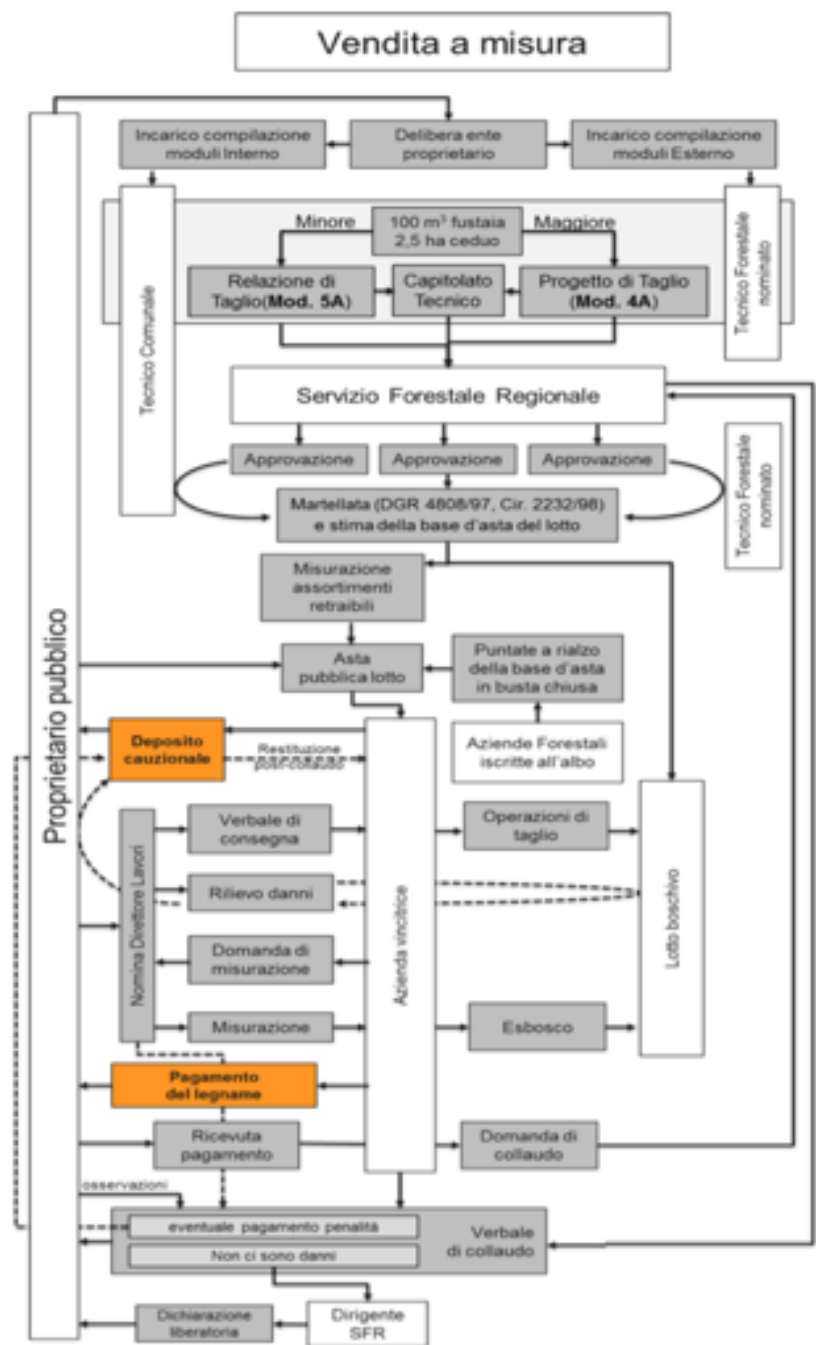 Vendita a misura
Incarico compilazione
moduli Interno
Delibera ente
proprietario
Incarico compilazione
moduli Esterno
Minore
100 m³ fustaia
2,5 ha ceduo
Maggiore
Relazione di
Taglio(Mod. 5A)
Capitolato
Tecnico
Progetto di Taglio
(Mod. 4A)
Tecnico Comunale
Tecnico Forestale
nominato
Servizio Forestale Regionale
Approvazione
Approvazione
Approvazione
Tecnico Forestale
nominato
Martellata (DGR 4808/97, Cir. 2232/98)
e stima della base d'asta del lotto
Misurazione
assortimenti
retraibili
Asta
pubblica lotto
Puntate a rialzo
della base d'asta
in busta chiusa
Aziende Forestali
iscritte all'albo
Proprietario pubblico
Deposito
cauzionale
Restituzione
post-collaudo
Verbale di
consegna
Operazioni di
taglio
Rilievo danni
Nomina Direttore Lavori
Azienda vincitrice
Lotto boschivo
Domanda di
misurazione
Misurazione
Esbosco
Pagamento
del legname
Ricevuta
pagamento
Domanda di
collaudo
osservazioni
eventuale pagamento penalità
Non ci sono danni
Verbale
di collaudo
Dichiarazione
liberatoria
Dirigente
SFR